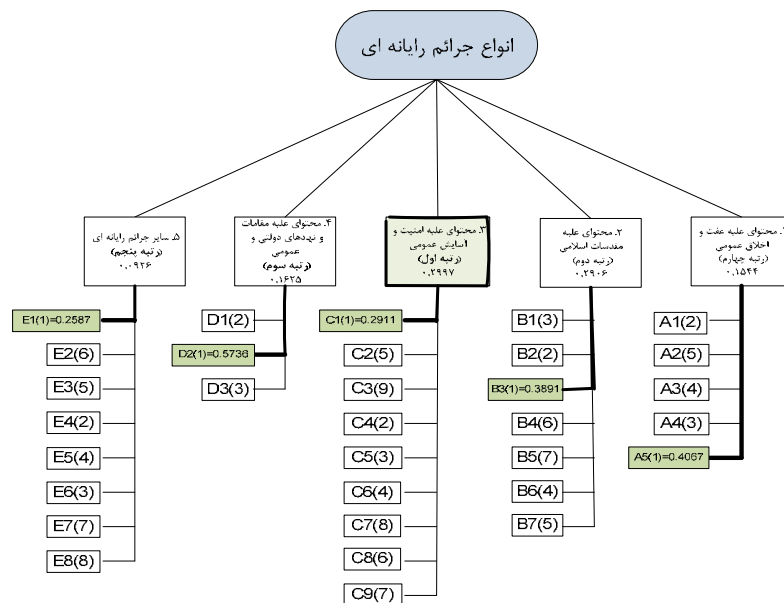 انواع جرائم رایانه ای
۱. محتوای علیه عفت و
اخلاق عمومی
(رتبه چهارم)
۰.۱۵۴۴
A1(2)
A2(5)
A3(4)
A4(3)
A5(1)=0.4067
۲. محتوای علیه
مقدسات اسلامی
(رتبه دوم)
۰.۲۹۰۶
B1(3)
B2(2)
B3(1)=0.3891
B4(6)
B5(7)
B6(4)
B7(5)
۳. محتوای علیه امنیت و
آسایش عمومی
(رتبه اول)
۰.۲۹۹۷
C1(1)=0.2911
C2(5)
C3(9)
C4(2)
C5(3)
C6(4)
C7(8)
C8(6)
C9(7)
۴. محتوای علیه مقامات
و نهادهای دولتی و
عمومی
(رتبه سوم)
۰.۱۶۲۵
D1(2)
D2(1)=0.5736
D3(3)
۵. سایر جرائم رایانه ای
(رتبه پنجم)
۰.۰۹۲۶
E1(1)=0.2587
E2(6)
E3(5)
E4(2)
E5(4)
E6(3)
E7(7)
E8(8)